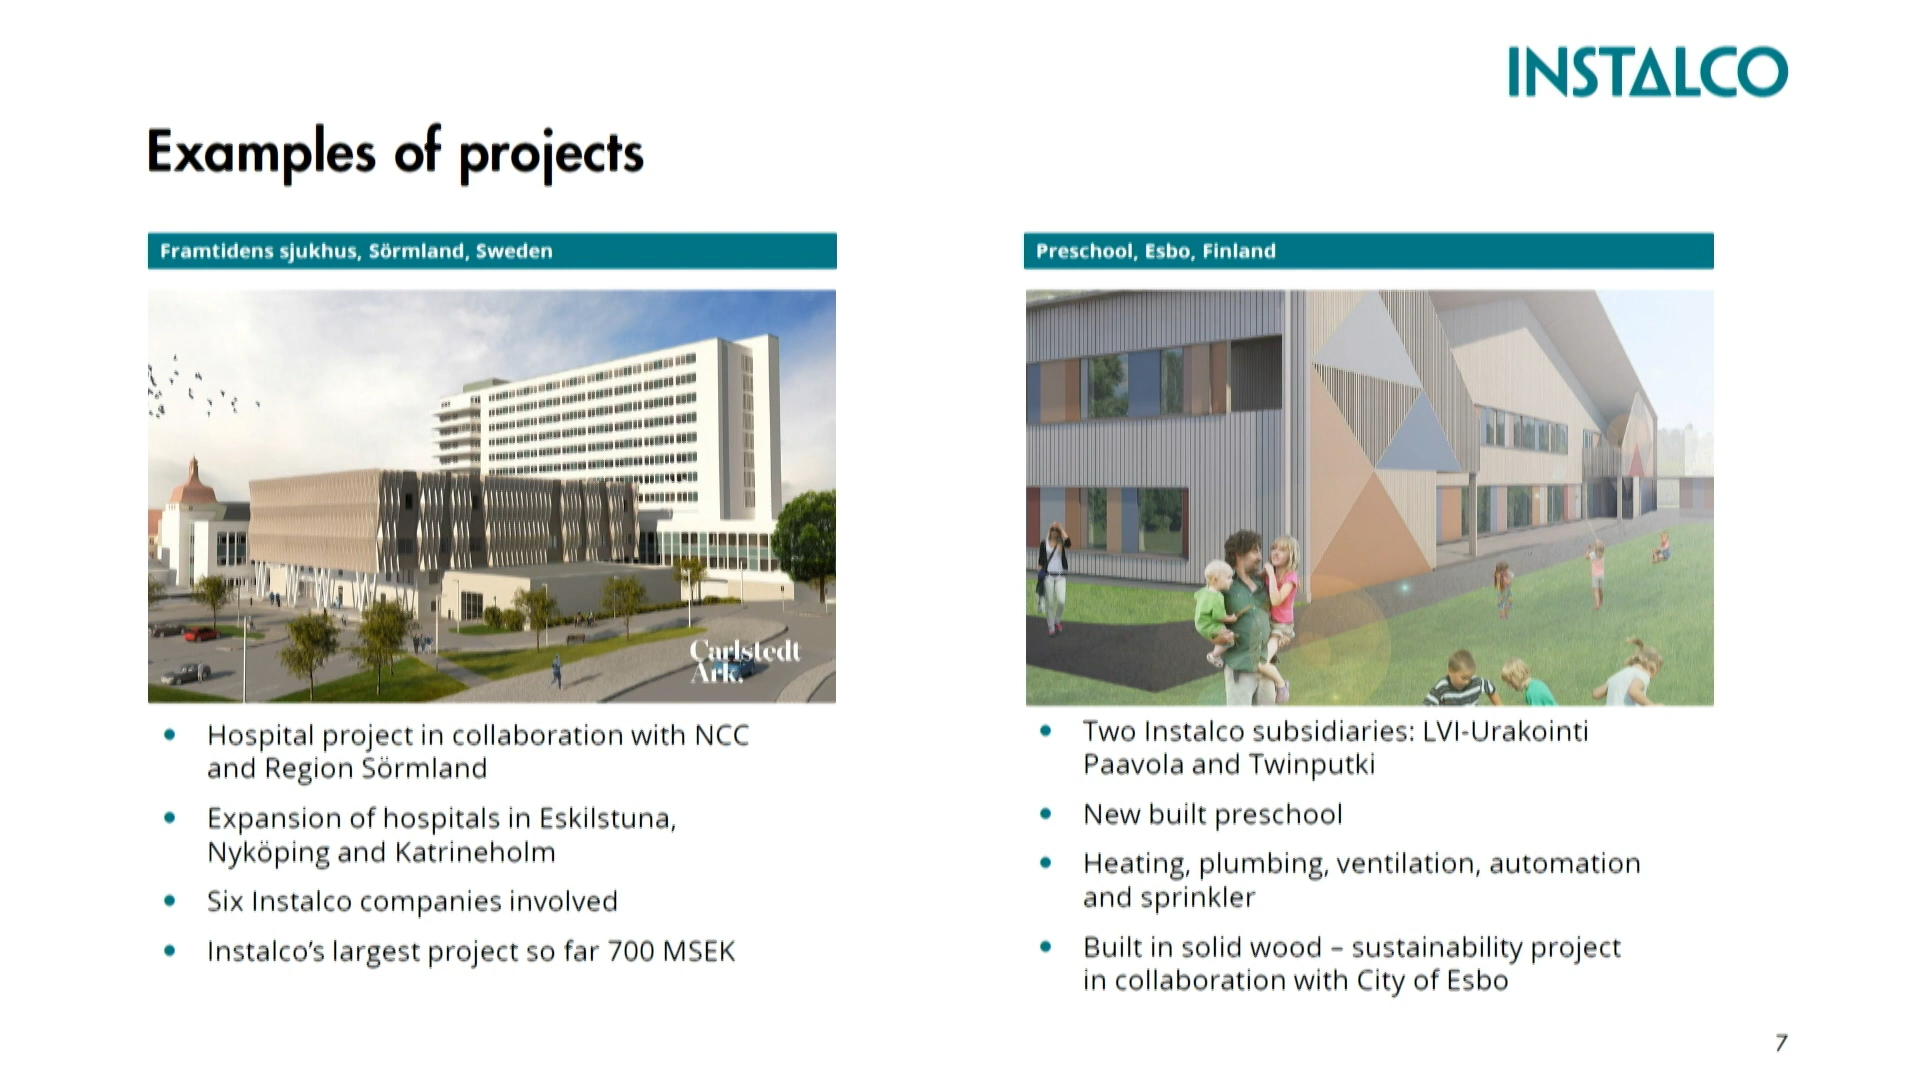 INSTALCO
Examples of projects
Framtidens sjukhus, Sörmland, Sweden
Carlstedt
Ark.
• Hospital project in collaboration with NCC
and Region Sörmland
• Expansion of hospitals in Eskilstuna,
Nyköping and Katrineholm
• Six Instalco companies involved
• Instalco’s largest project so far 700 MSEK
Preschool, Esbo, Finland
• Two Instalco subsidiaries: LVI-Urakointi
Paavola and Twinputki
• New built preschool
• Heating, plumbing, ventilation, automation
and sprinkler
• Built in solid wood – sustainability project
in collaboration with City of Esbo
7